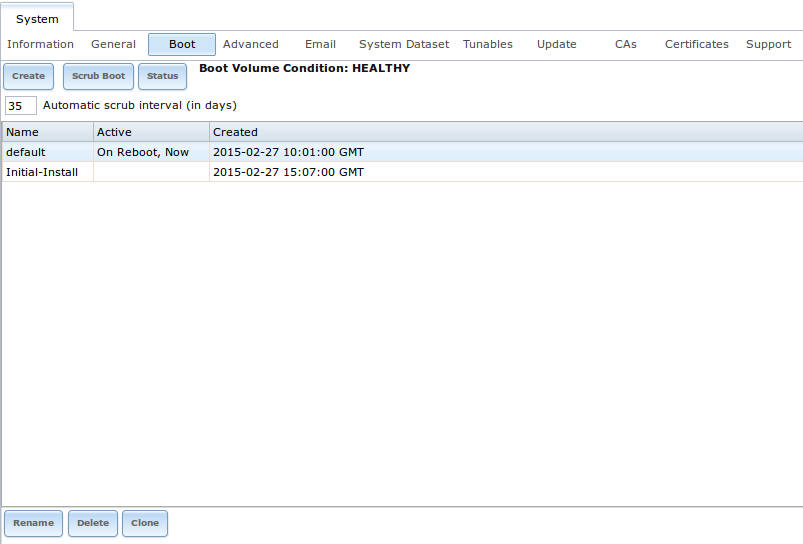 System
Information General Boot Advanced Email System Dataset Tunables Update CAs Certificates Support
Create Scrub Boot Status Boot Volume Condition: HEALTHY
35 Automatic scrub interval (in days)
Name Active Created
default On Reboot, Now 2015-02-27 10:01:00 GMT
Initial-Install 2015-02-27 15:07:00 GMT
Rename Delete Clone